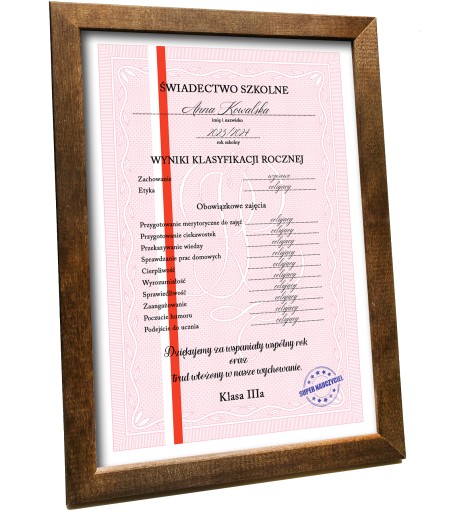 ŚWIADECTWO SZKOLNE
Anna Kowalska
imię i nazwisko
2023/2024
rok szkolny
WYNIKI KLASYFIKACJI ROCZNEJ
Zachowanie wzorowe
Etyka celujący
Obowiązkowe zajęcia
Przygotowanie merytoryczne do zajęć celujący
Przygotowanie ciekawostek celujący
Przekazywanie wiedzy celujący
Sprawdzanie prac domowych celujący
Cierpliwość celujący
Wyrozumiałość celujący
Sprawiedliwość celujący
Zaangażowanie celujący
Poczucie humoru celujący
Podejście do ucznia celujący
Dziękujemy za wspaniały wspólny rok
oraz
trud włożony w nasze wychowanie.
Klasa IIIa
SUPER NAUCZYCIEL